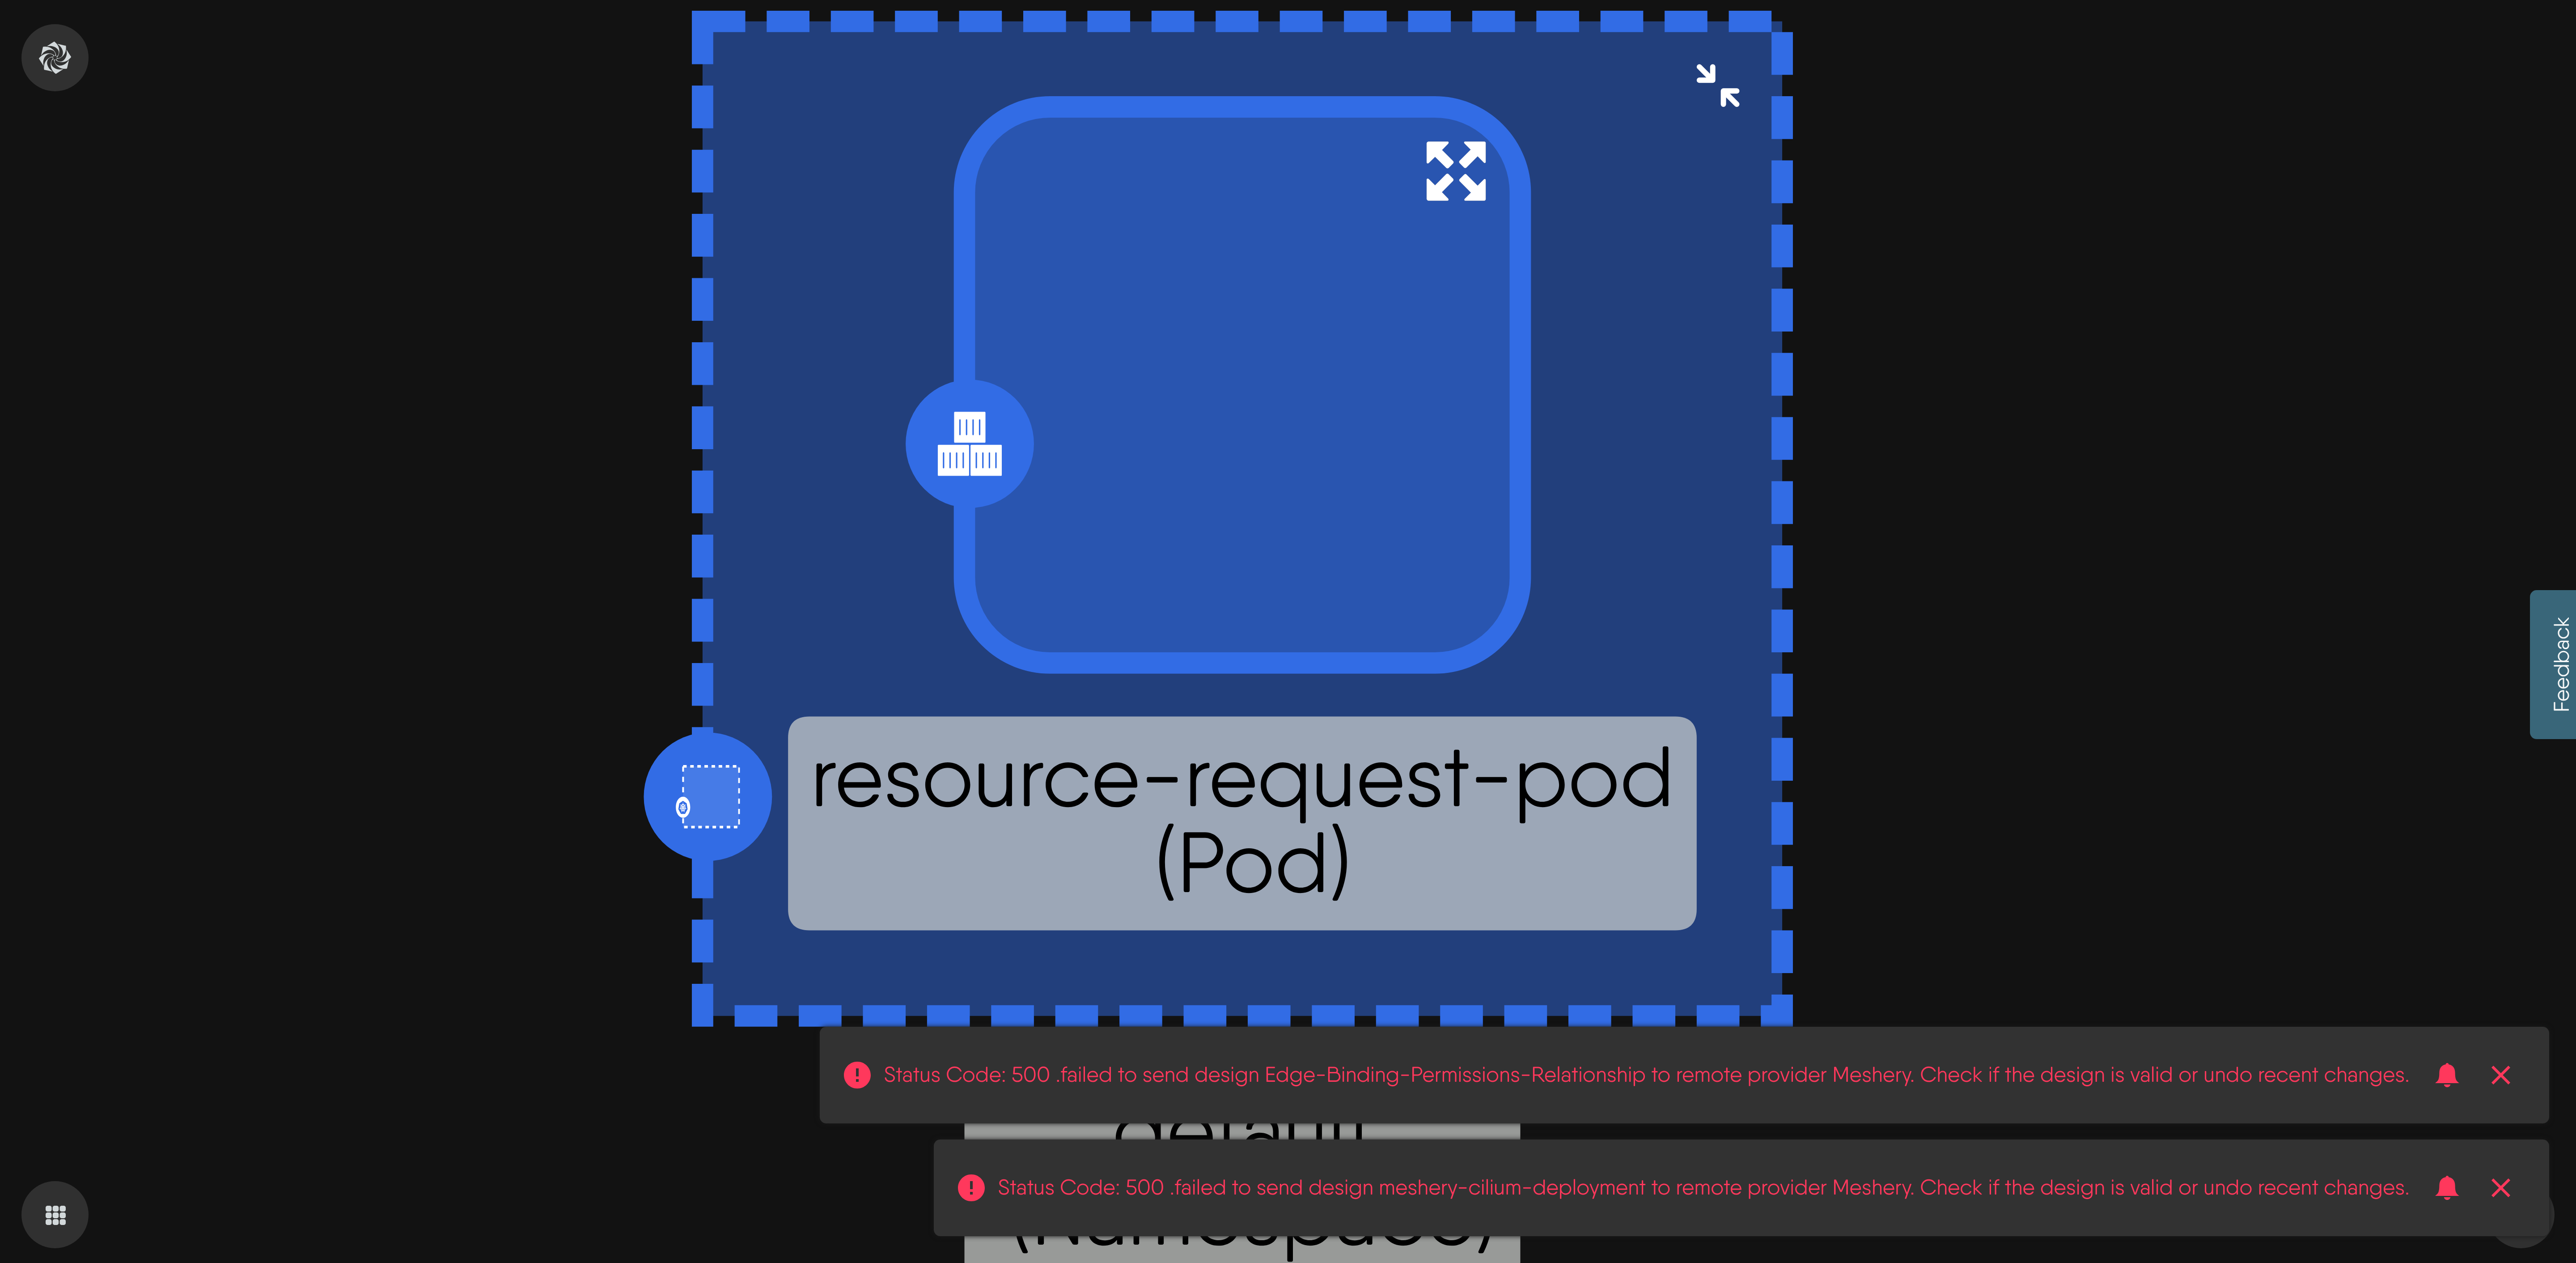 resource-request-pod
(Pod)
Feedback
Status Code: 500 .failed to send design Edge-Binding-Permissions-Relationship to remote provider Meshery. Check if the design is valid or undo recent changes.
default
Status Code: 500 .failed to send design meshery-cilium-deployment to remote provider Meshery. Check if the design is valid or undo recent changes.
(Namespace)